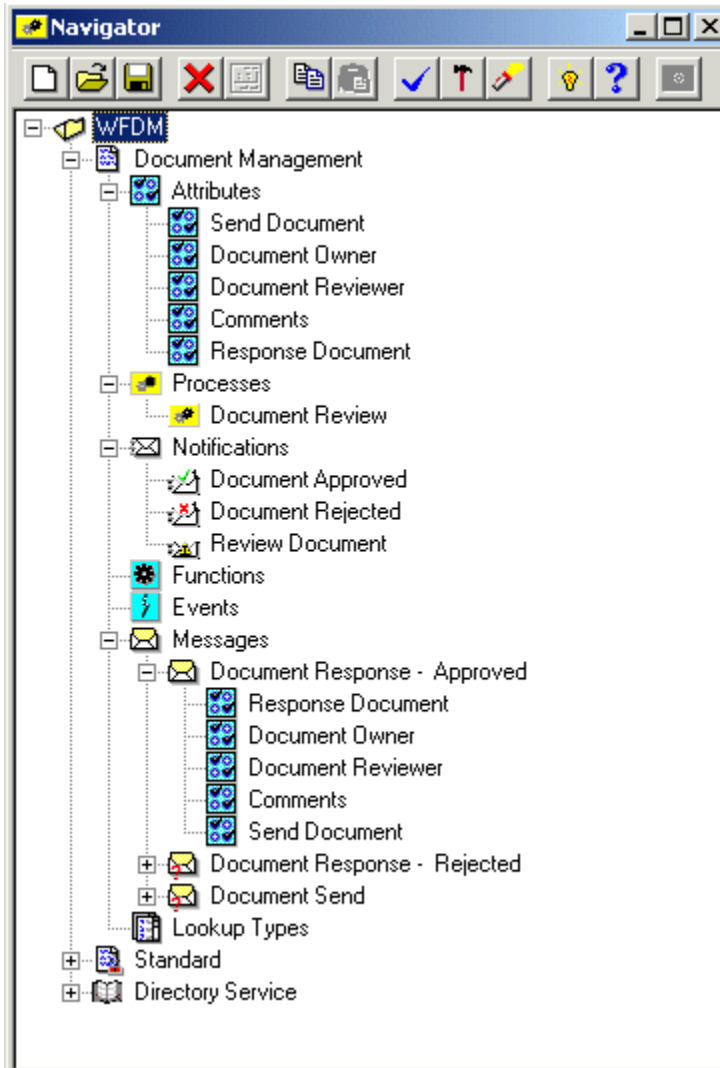 Navigator
WFDM
Document Management
Attributes
Send Document
Document Owner
Document Reviewer
Comments
Response Document
Processes
Document Review
Notifications
Document Approved
Document Rejected
Review Document
Functions
Events
Messages
Document Response - Approved
Response Document
Document Owner
Document Reviewer
Comments
Send Document
Document Response - Rejected
Document Send
Lookup Types
Standard
Directory Service